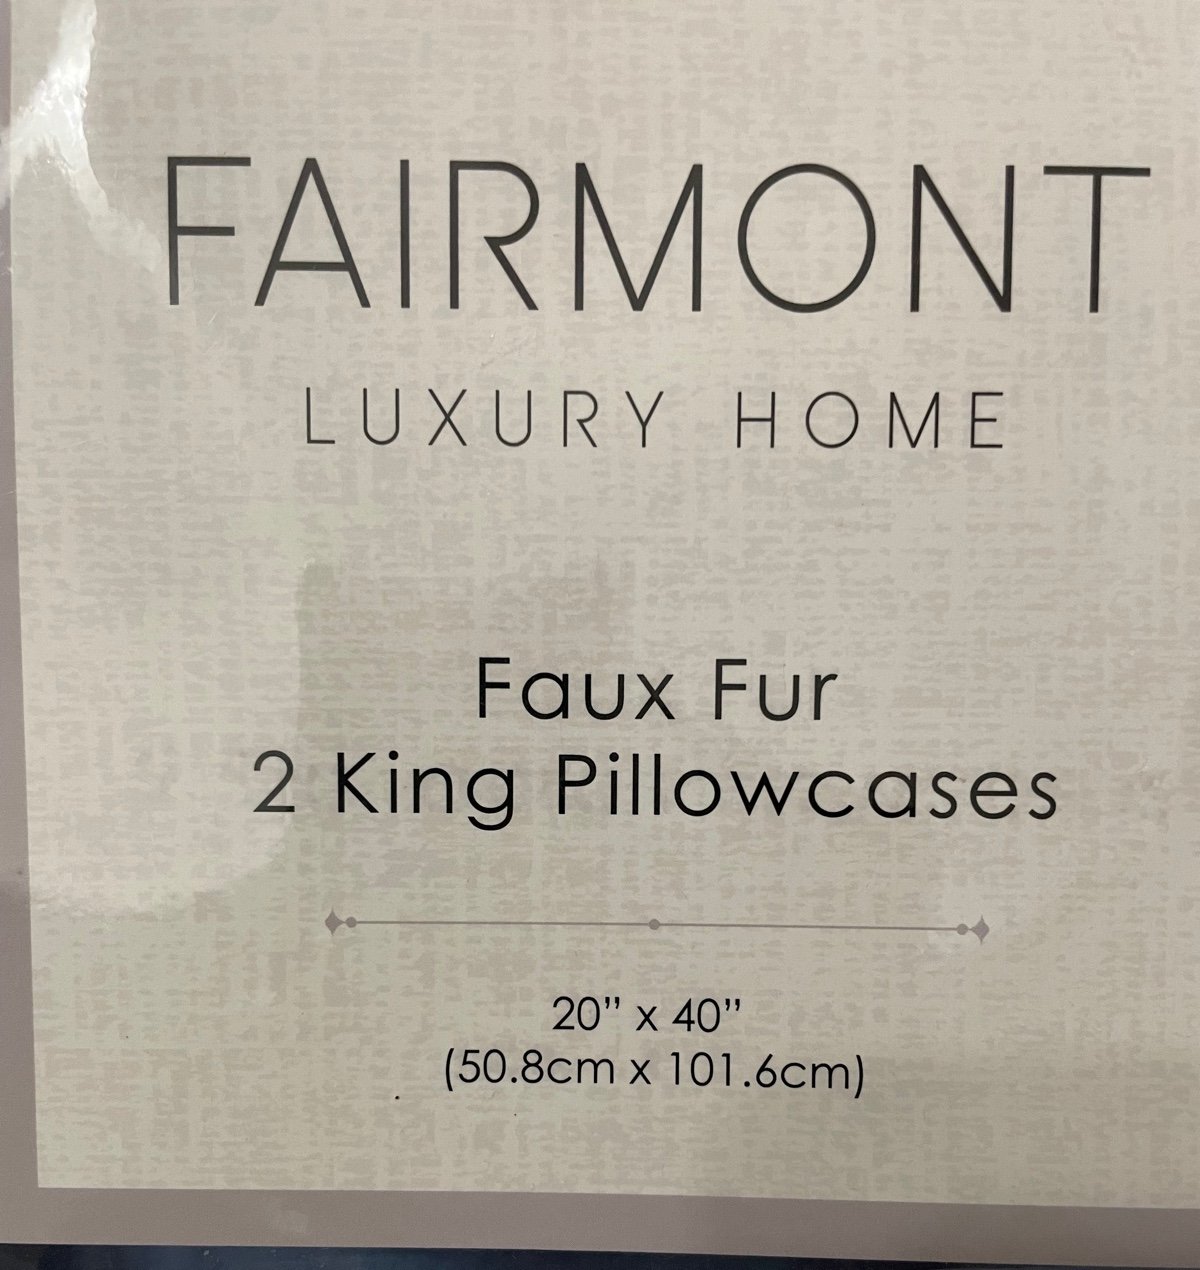 FAIRMONT
LUXURY HOME
Faux Fur
2 King Pillowcases
20” x 40”
(50.8cm x 101.6cm)